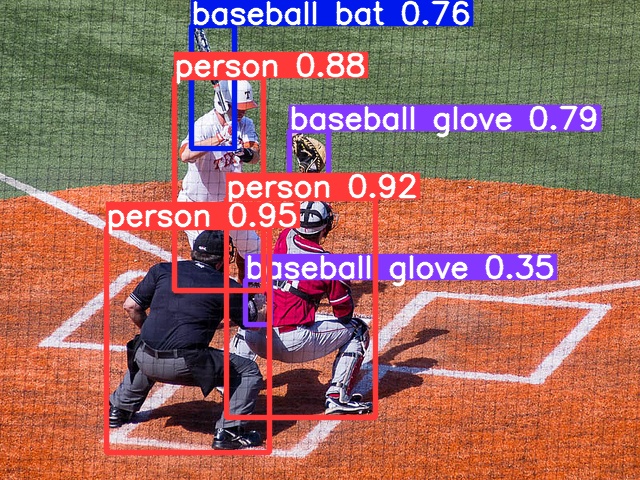 baseball bat 0.76
person 0.88
T
baseball glove 0.79
person 0.92
person 0.95
baseball glove 0.35